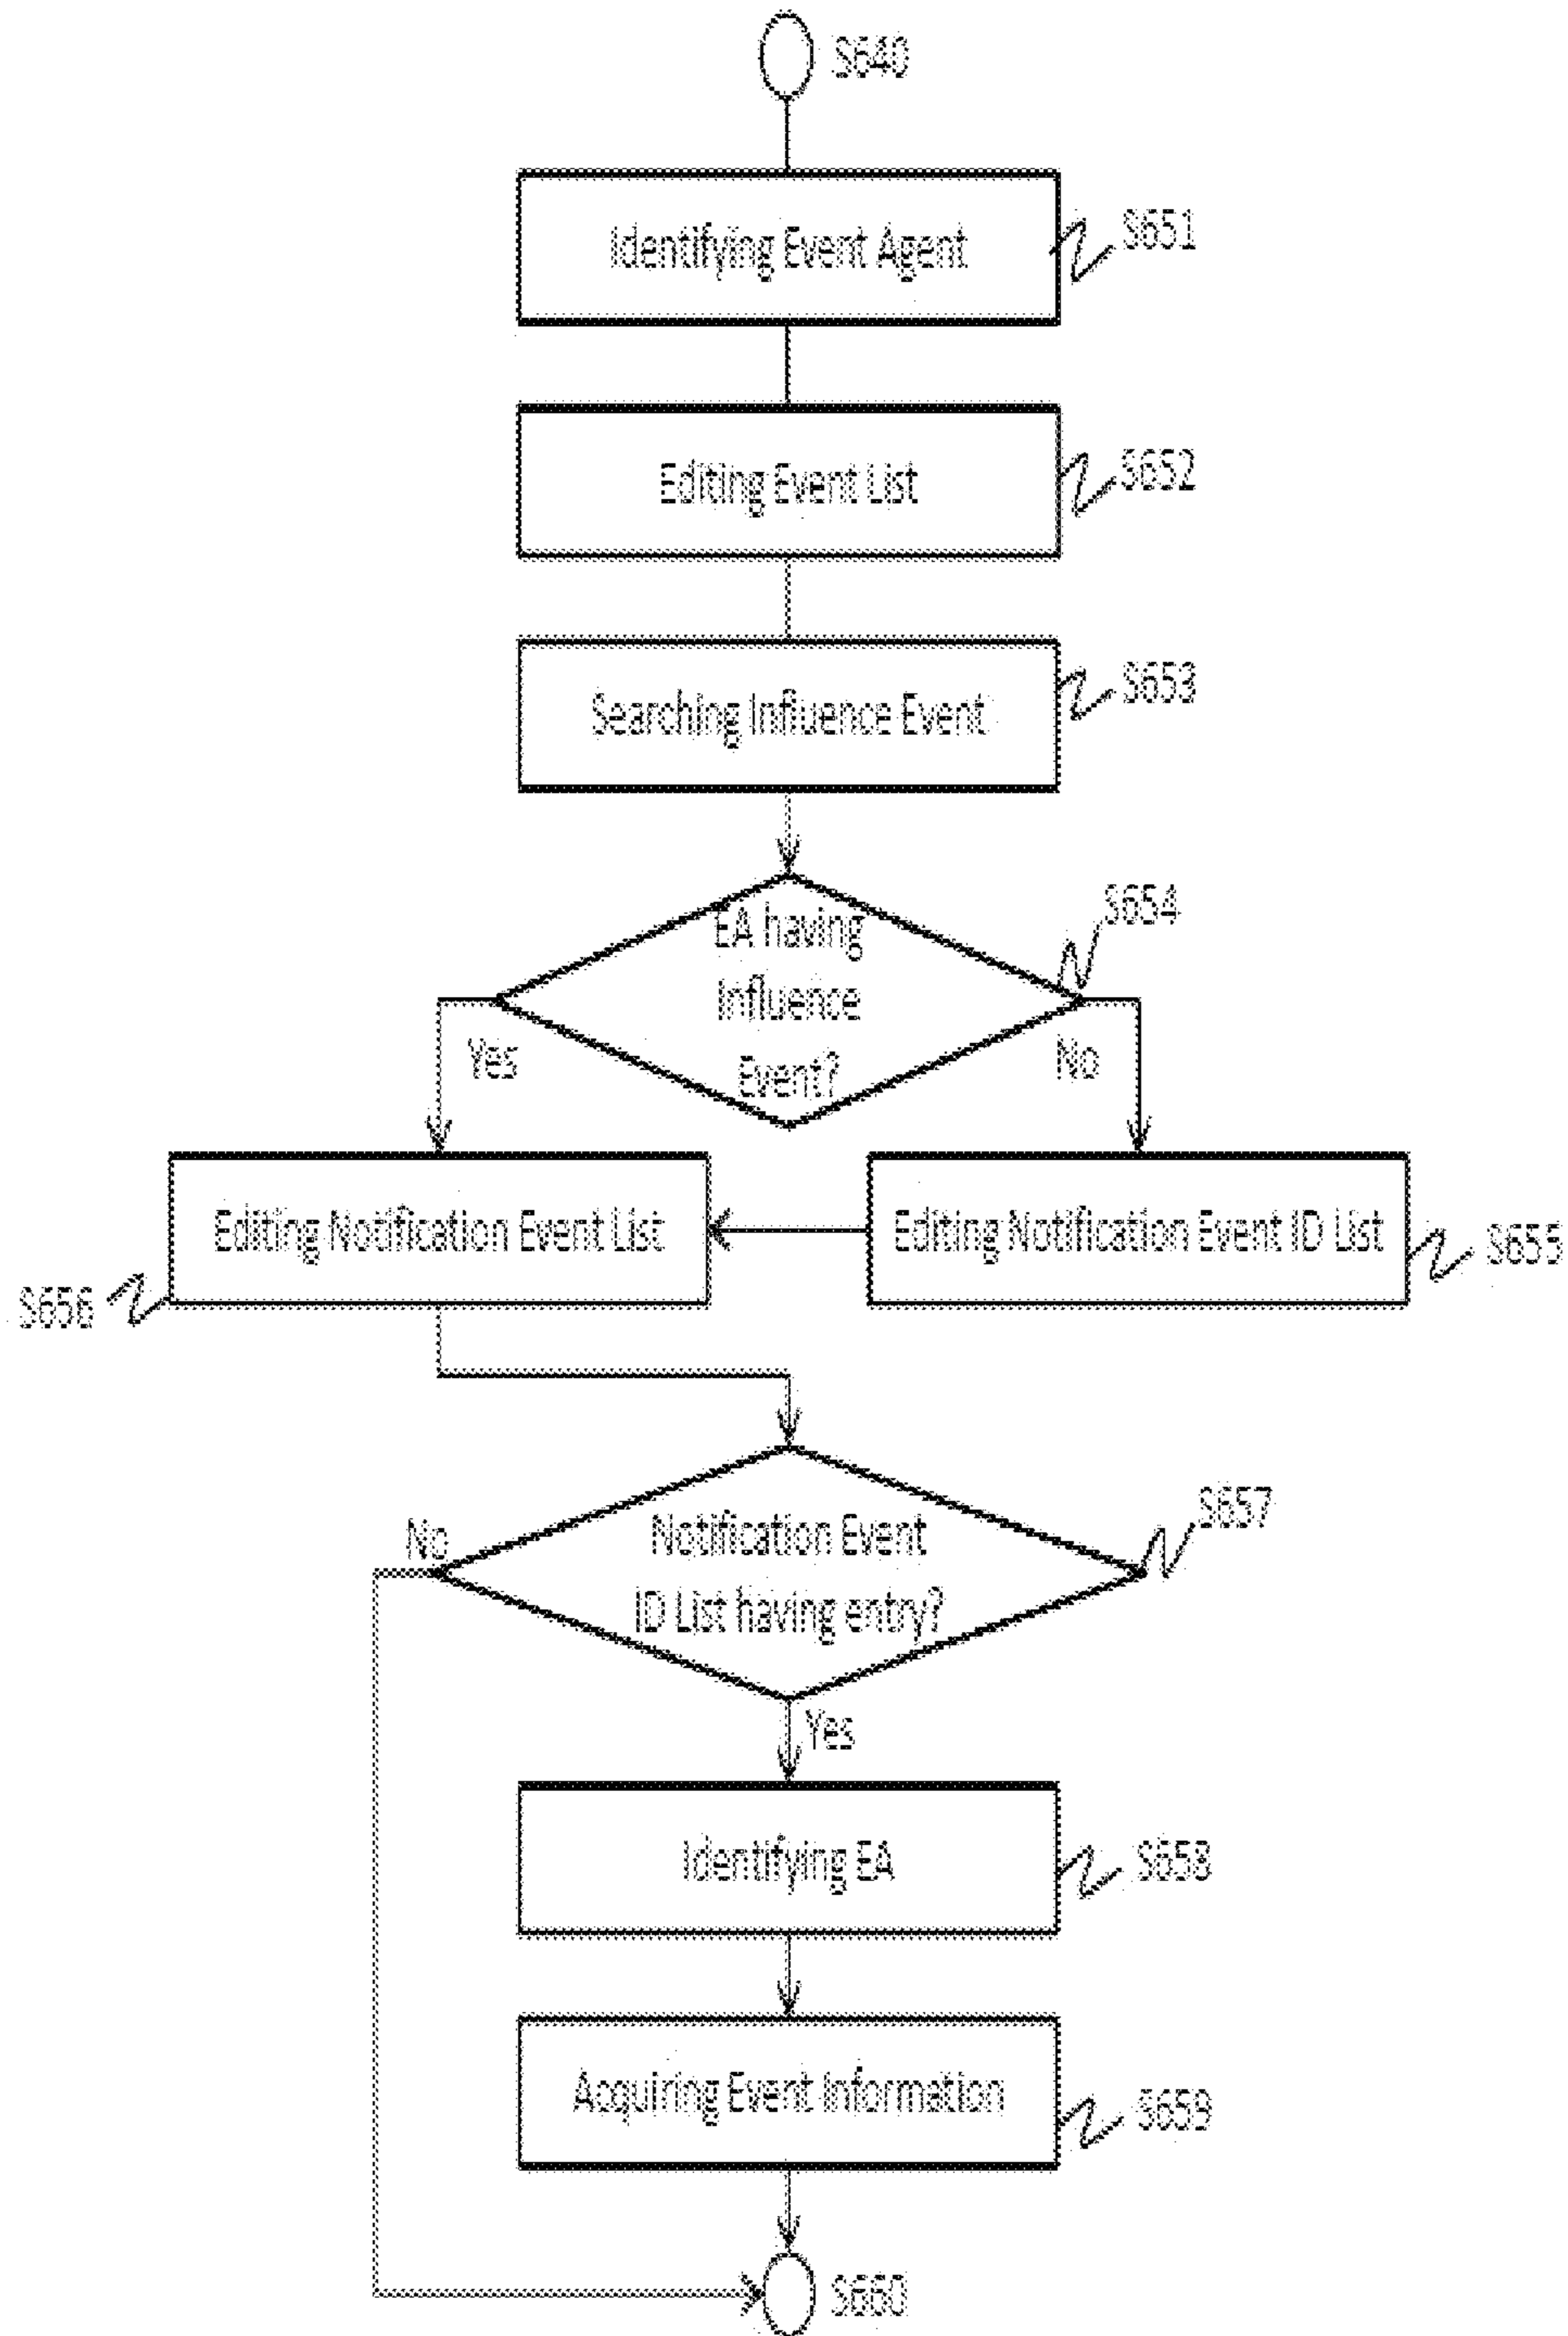 S640
Identifying Event Agent
S651
Editing Event List
S652
Searching Influence Event
S653
EA having
Influence
Event?
S654
Yes
No
Editing Notification Event List
Editing Notification Event ID List
S655
S656
Notification Event
ID List having entry?
S657
No
Yes
Identifying EA
S658
Acquiring Event Information
S659
S660